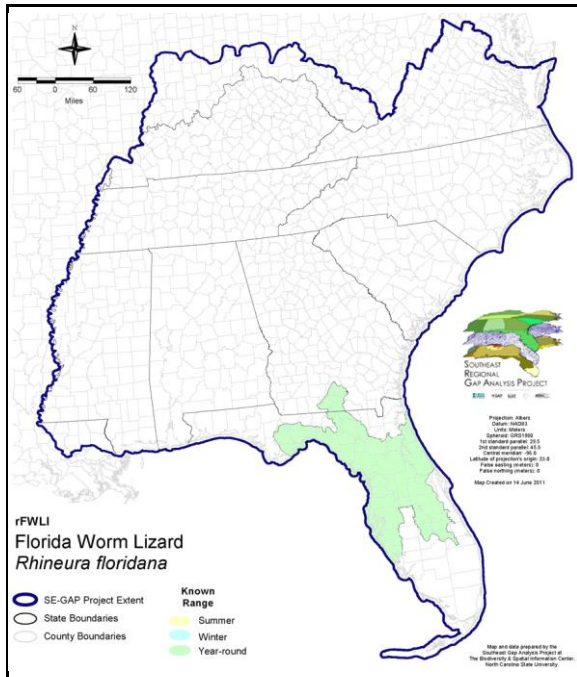 N
60 0 60 120
Miles
SOUTHEAST
REGIONAL
GAP ANALYSIS PROJECT
Projection: Albers
Datum: NAD83
Units: Meters
Spheroid: GRS1980
1st standard parallel: 29.5
2nd standard parallel: 45.5
Central meridian: -96.0
Latitude of projection's origin: 23.0
False easting (meters): 0
False northing (meters): 0
Map Created on 14 June 2011
rFWLI
Florida Worm Lizard
Rhineura floridana
SE-GAP Project Extent
State Boundaries
County Boundaries
Known
Range
Summer
Winter
Year-round
Map and data prepared by the
Southeast Gap Analysis Project at
The Biodiversity & Spatial Information Center,
North Carolina State University.